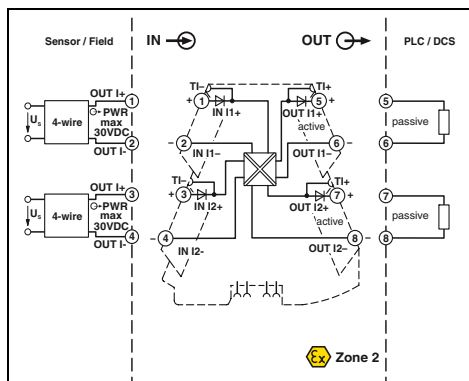 Sensor / Field
IN
OUT
PLC / DCS
OUT I+
1
PWR
max
30VDC
Us
4-wire
2
OUT I-
OUT I+
3
PWR
max
30VDC
Us
4-wire
4
OUT I-
TI–
+ 1
IN I1+
– 2
IN I1–
TI–
+ 3
IN I2+
– 4
IN I2-
TI+
5 +
OUT I1+
active
6 –
OUT I1–
TI+
7 +
OUT I2+
active
8 –
OUT I2–
5
passive
6
7
passive
8
Ex Zone 2